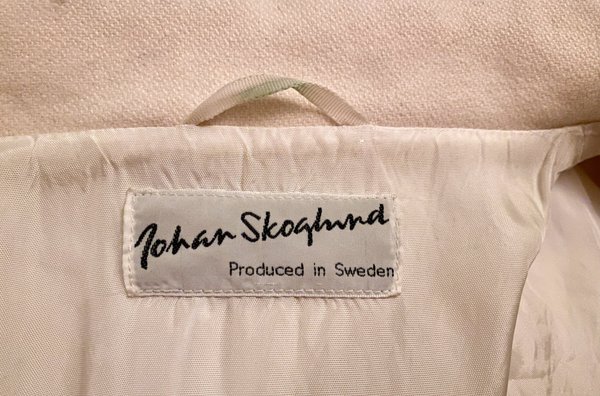 Johan Skoglund
Produced in Sweden